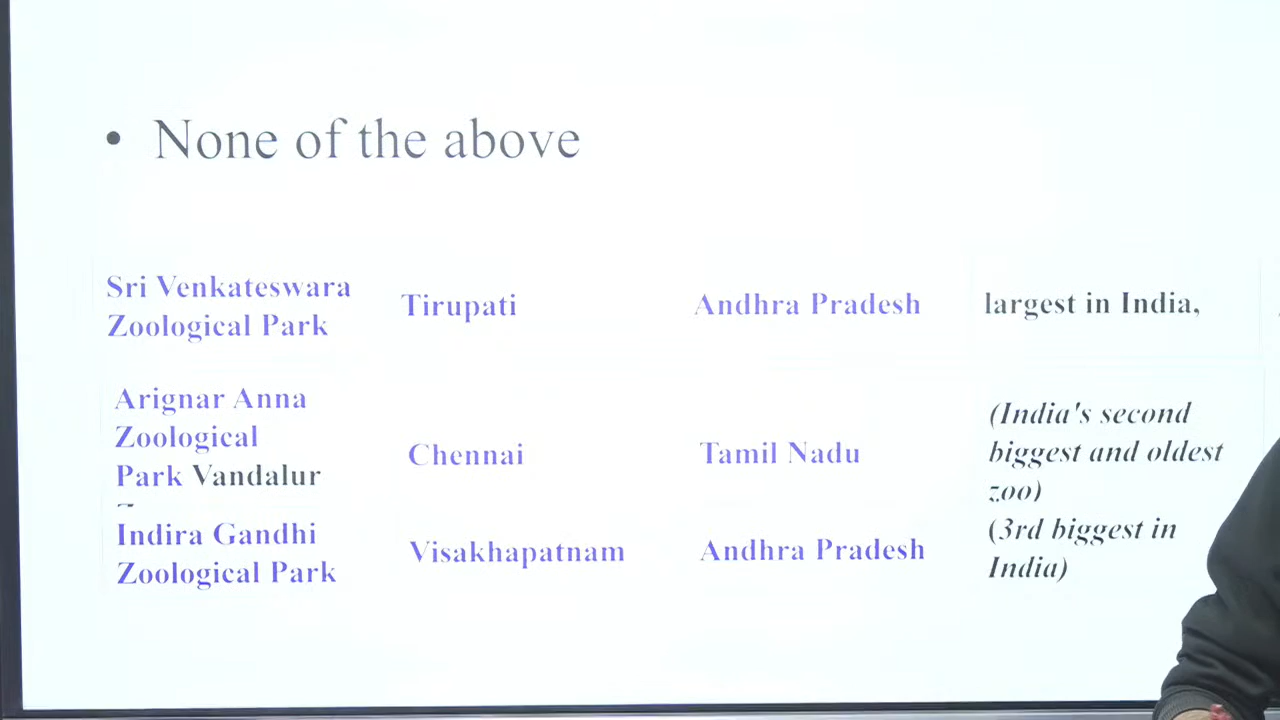 • None of the above
Sri Venkateswara
Zoological Park
Tirupati
Andhra Pradesh
largest in India,
Arignar Anna
Zoological
Park Vandalur
Chennai
Tamil Nadu
(India's second
biggest and oldest
zoo)
Indira Gandhi
Zoological Park
Visakhapatnam
Andhra Pradesh
(3rd biggest in
India)